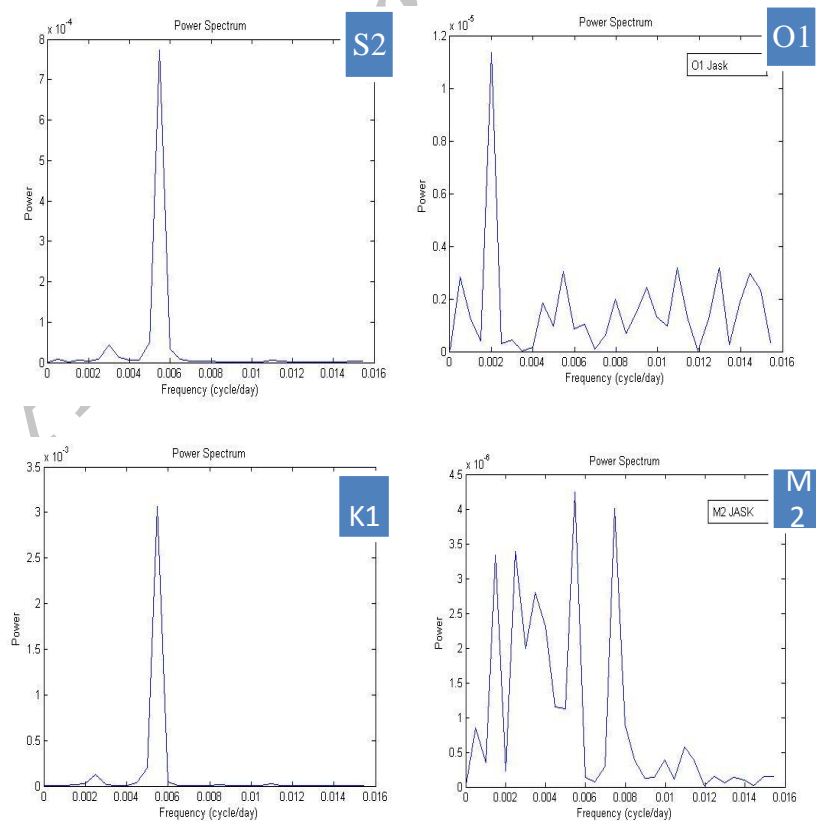 x 10-4
Power Spectrum
S2
8
7
6
5
4
3
2
1
0
Power
0 0.002 0.004 0.006 0.008 0.01 0.012 0.014 0.016
Frequency (cycle/day)
x 10-5
Power Spectrum
O1
O1 Jask
1.2
1
0.8
0.6
0.4
0.2
0
Power
0 0.002 0.004 0.006 0.008 0.01 0.012 0.014 0.016
Frequency (cycle/day)
x 10-3
Power Spectrum
K1
3.5
3
2.5
2
1.5
1
0.5
0
Power
0 0.002 0.004 0.006 0.008 0.01 0.012 0.014 0.016
Frequency (cycle/day)
x 10-6
Power Spectrum
M
2
M2 JASK
4.5
4
3.5
3
2.5
2
1.5
1
0.5
0
Power
0 0.002 0.004 0.006 0.008 0.01 0.012 0.014 0.016
Frequency (cycle/day)